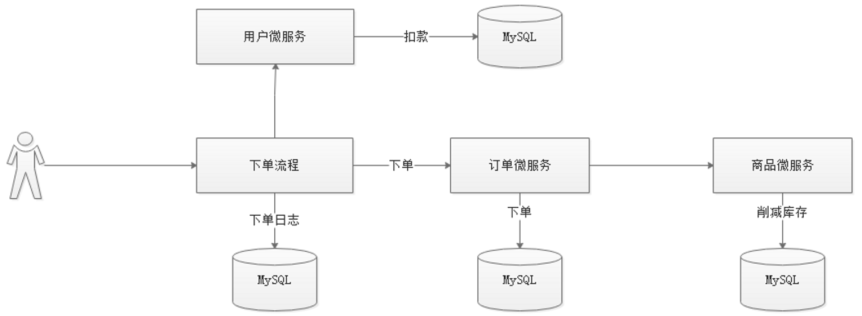 用户微服务
扣款
MySQL
下单流程
下单
订单微服务
商品微服务
下单日志
下单
削减库存
MySQL
MySQL
MySQL